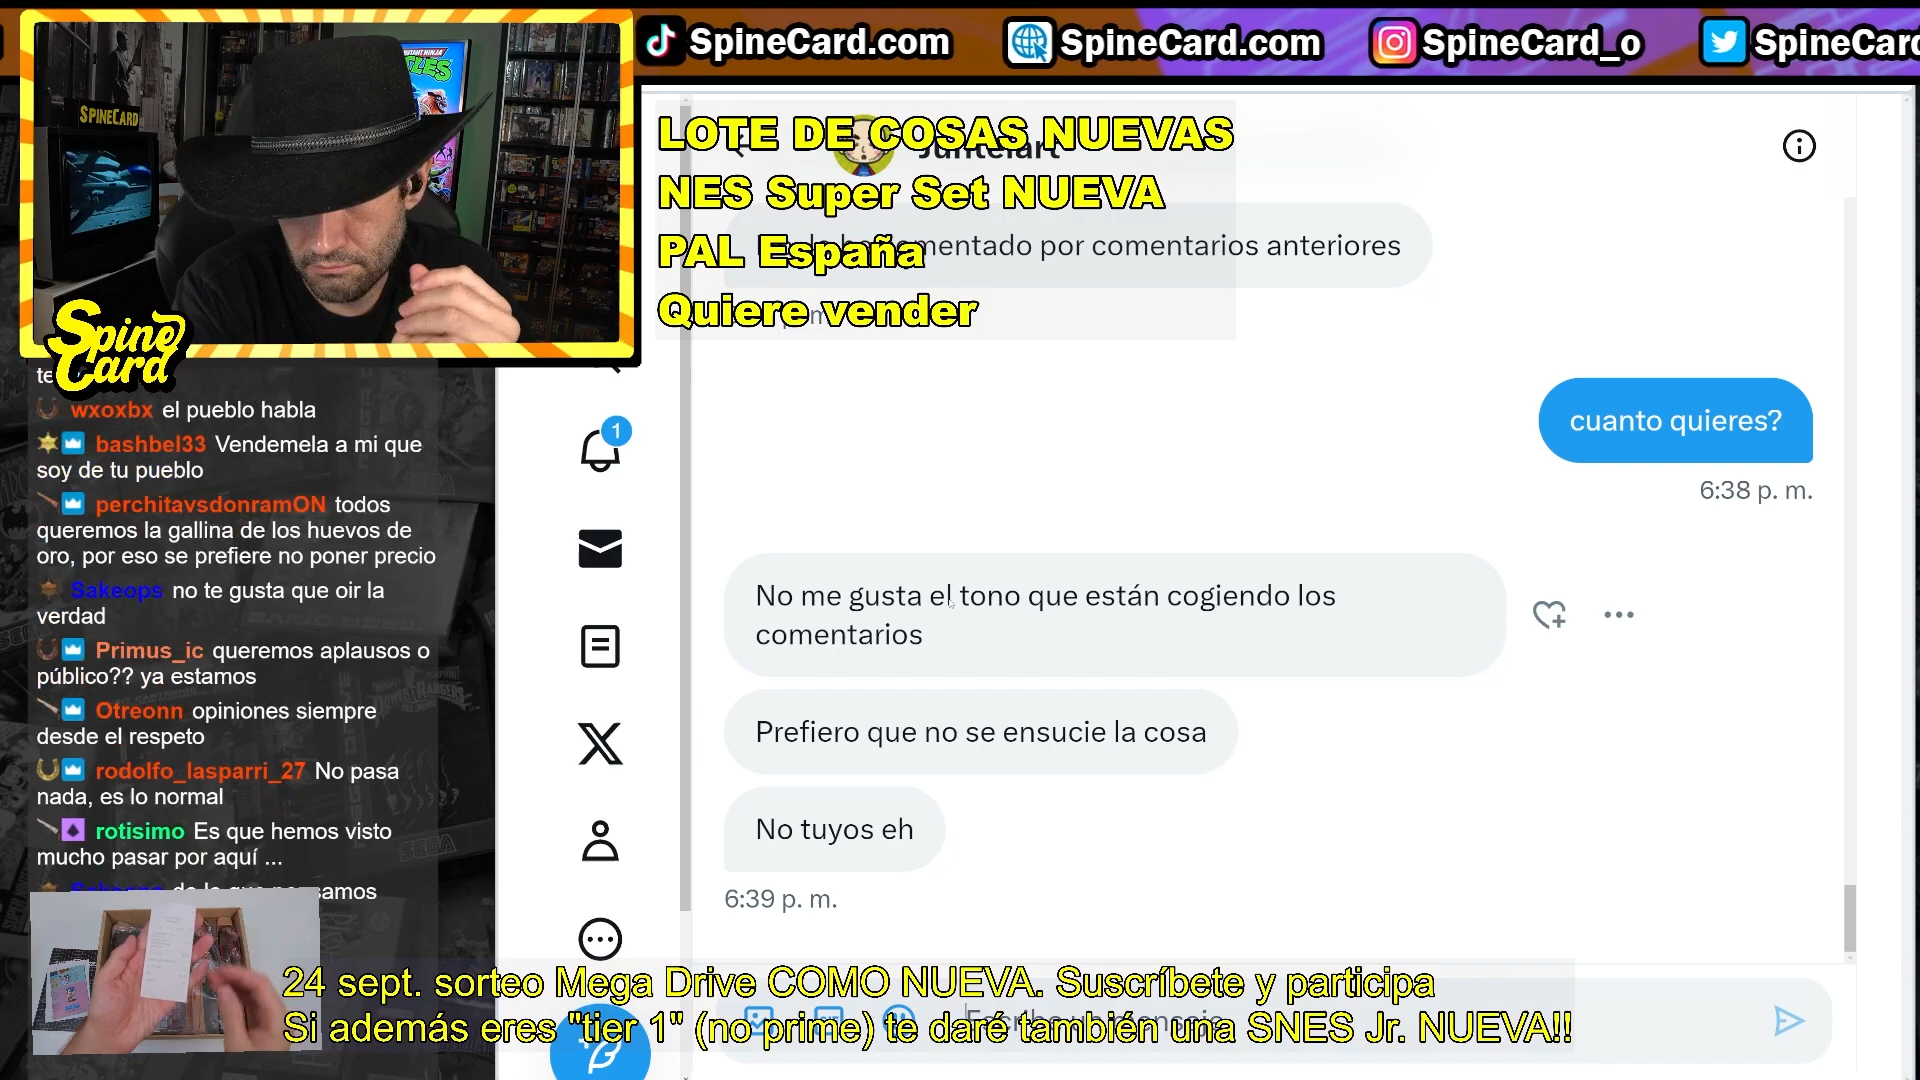 SpineCard.com
SpineCard.com
SpineCard_o
SpineCard
MUTANT NINJA
SPINECARD
Spine
Card
LOTE DE COSAS NUEVAS
NES Super Set NUEVA
PAL España
Quiere vender
mentado por comentarios anteriores
cuanto quieres?
6:38 p. m.
No me gusta el tono que están cogiendo los
comentarios
Prefiero que no se ensucie la cosa
No tuyos eh
6:39 p. m.
1
te
wxoxbx el pueblo habla
bashbel33 Vendemela a mi que
soy de tu pueblo
perchitavsdonramON todos
queremos la gallina de los huevos de
oro, por eso se prefiere no poner precio
Sakeops no te gusta que oir la
verdad
Primus_ic queremos aplausos o
público?? ya estamos
Otreonn opiniones siempre
desde el respeto
rodolfo_lasparri_27 No pasa
nada, es lo normal
rotisimo Es que hemos visto
mucho pasar por aquí ...
24 sept. sorteo Mega Drive COMO NUEVA. Suscríbete y participa
Si además eres "tier 1" (no prime) te daré también una SNES Jr. NUEVA!!